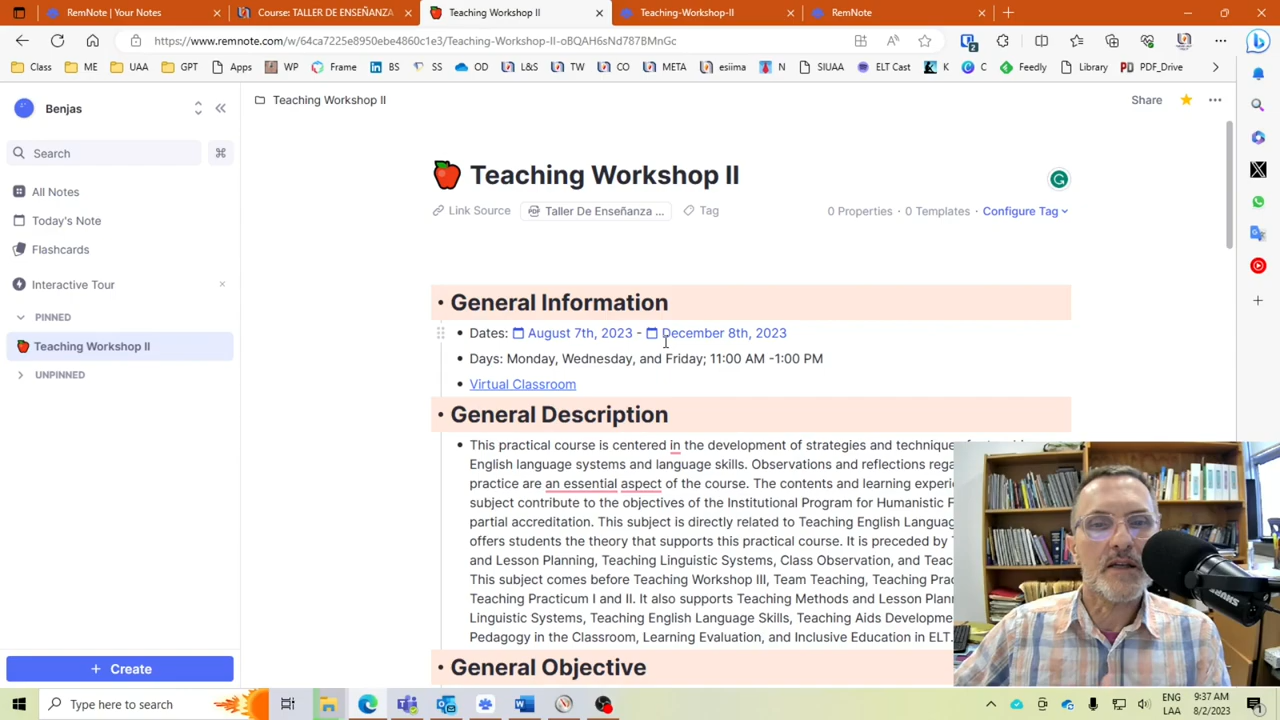 RemNote | Your Notes
Course: TALLER DE ENSEÑANZA
Teaching Workshop II
Teaching-Workshop-II
RemNote
https://www.remnote.com/w/64ca7225e8950ebe4860c1e3/Teaching-Workshop-II-oBQAH6sNd787BMnGc
2
Class ME UAA GPT Apps WP Frame BS SS OD L&S TW CO META esiima N SIUAA ELT Cast K C Feedly Library PDF_Drive
Benjas
Teaching Workshop II
Share
Search
All Notes
Today's Note
Flashcards
Interactive Tour
PINNED
Teaching Workshop II
UNPINNED
Create
Teaching Workshop II
Link Source Taller De Enseñanza ... Tag 0 Properties · 0 Templates · Configure Tag
General Information
Dates: August 7th, 2023 - December 8th, 2023
Days: Monday, Wednesday, and Friday; 11:00 AM -1:00 PM
Virtual Classroom
General Description
This practical course is centered in the development of strategies and technique
English language systems and language skills. Observations and reflections rega
practice are an essential aspect of the course. The contents and learning experi
subject contribute to the objectives of the Institutional Program for Humanistic F
partial accreditation. This subject is directly related to Teaching English Languag
offers students the theory that supports this practical course. It is preceded by
and Lesson Planning, Teaching Linguistic Systems, Class Observation, and Teac
This subject comes before Teaching Workshop III, Team Teaching, Teaching Prac
Teaching Practicum I and II. It also supports Teaching Methods and Lesson Plan
Linguistic Systems, Teaching English Language Skills, Teaching Aids Developme
Pedagogy in the Classroom, Learning Evaluation, and Inclusive Education in ELT.
General Objective
Type here to search
ENG
LAA
9:37 AM
8/2/2023